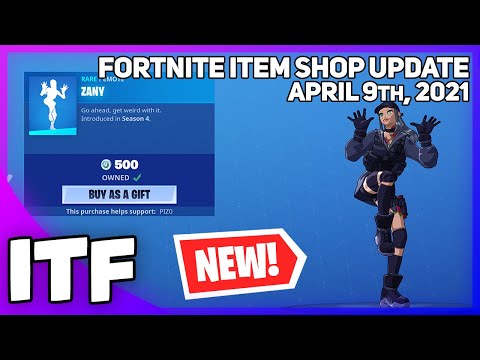 FORTNITE ITEM SHOP UPDATE
APRIL 9TH, 2021
RARE EMOTE
ZANY
Go ahead, get weird with it.
Introduced in Season 4.
500
OWNED
BUY AS A GIFT
This purchase helps support: PIZ0
NEW!
ITF